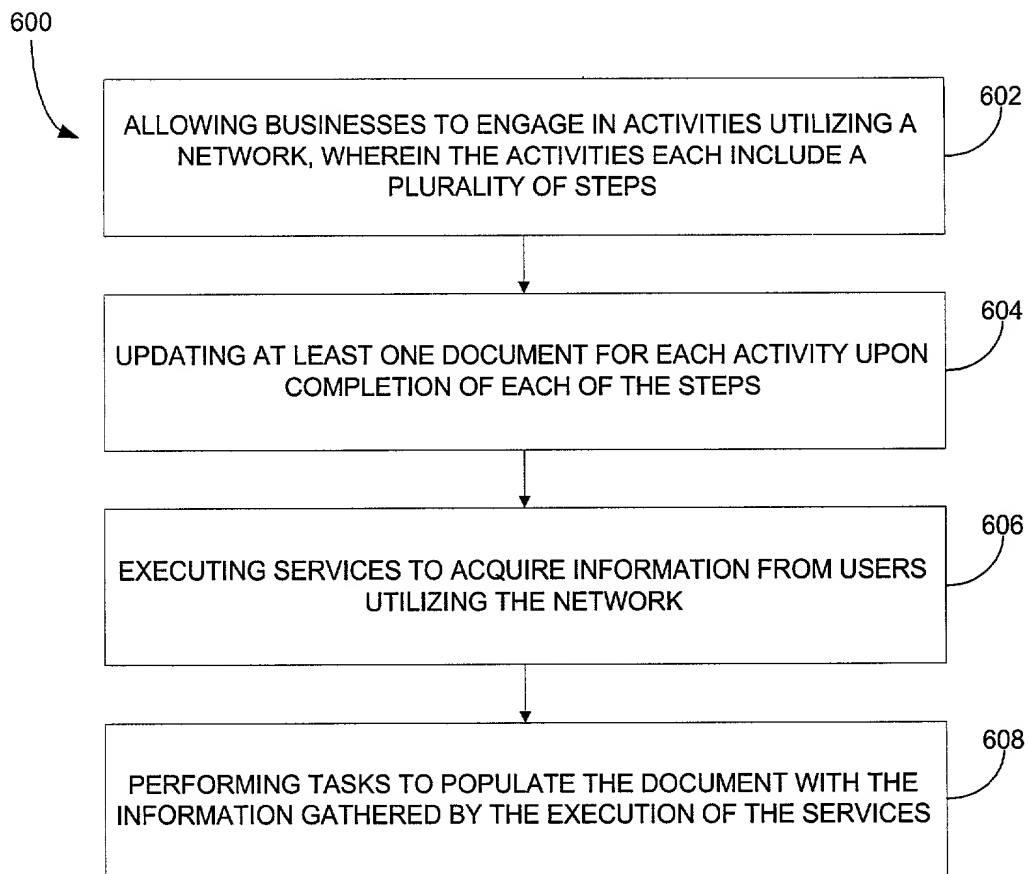 600
602
ALLOWING BUSINESSES TO ENGAGE IN ACTIVITIES UTILIZING A
NETWORK, WHEREIN THE ACTIVITIES EACH INCLUDE A
PLURALITY OF STEPS
604
UPDATING AT LEAST ONE DOCUMENT FOR EACH ACTIVITY UPON
COMPLETION OF EACH OF THE STEPS
606
EXECUTING SERVICES TO ACQUIRE INFORMATION FROM USERS
UTILIZING THE NETWORK
608
PERFORMING TASKS TO POPULATE THE DOCUMENT WITH THE
INFORMATION GATHERED BY THE EXECUTION OF THE SERVICES